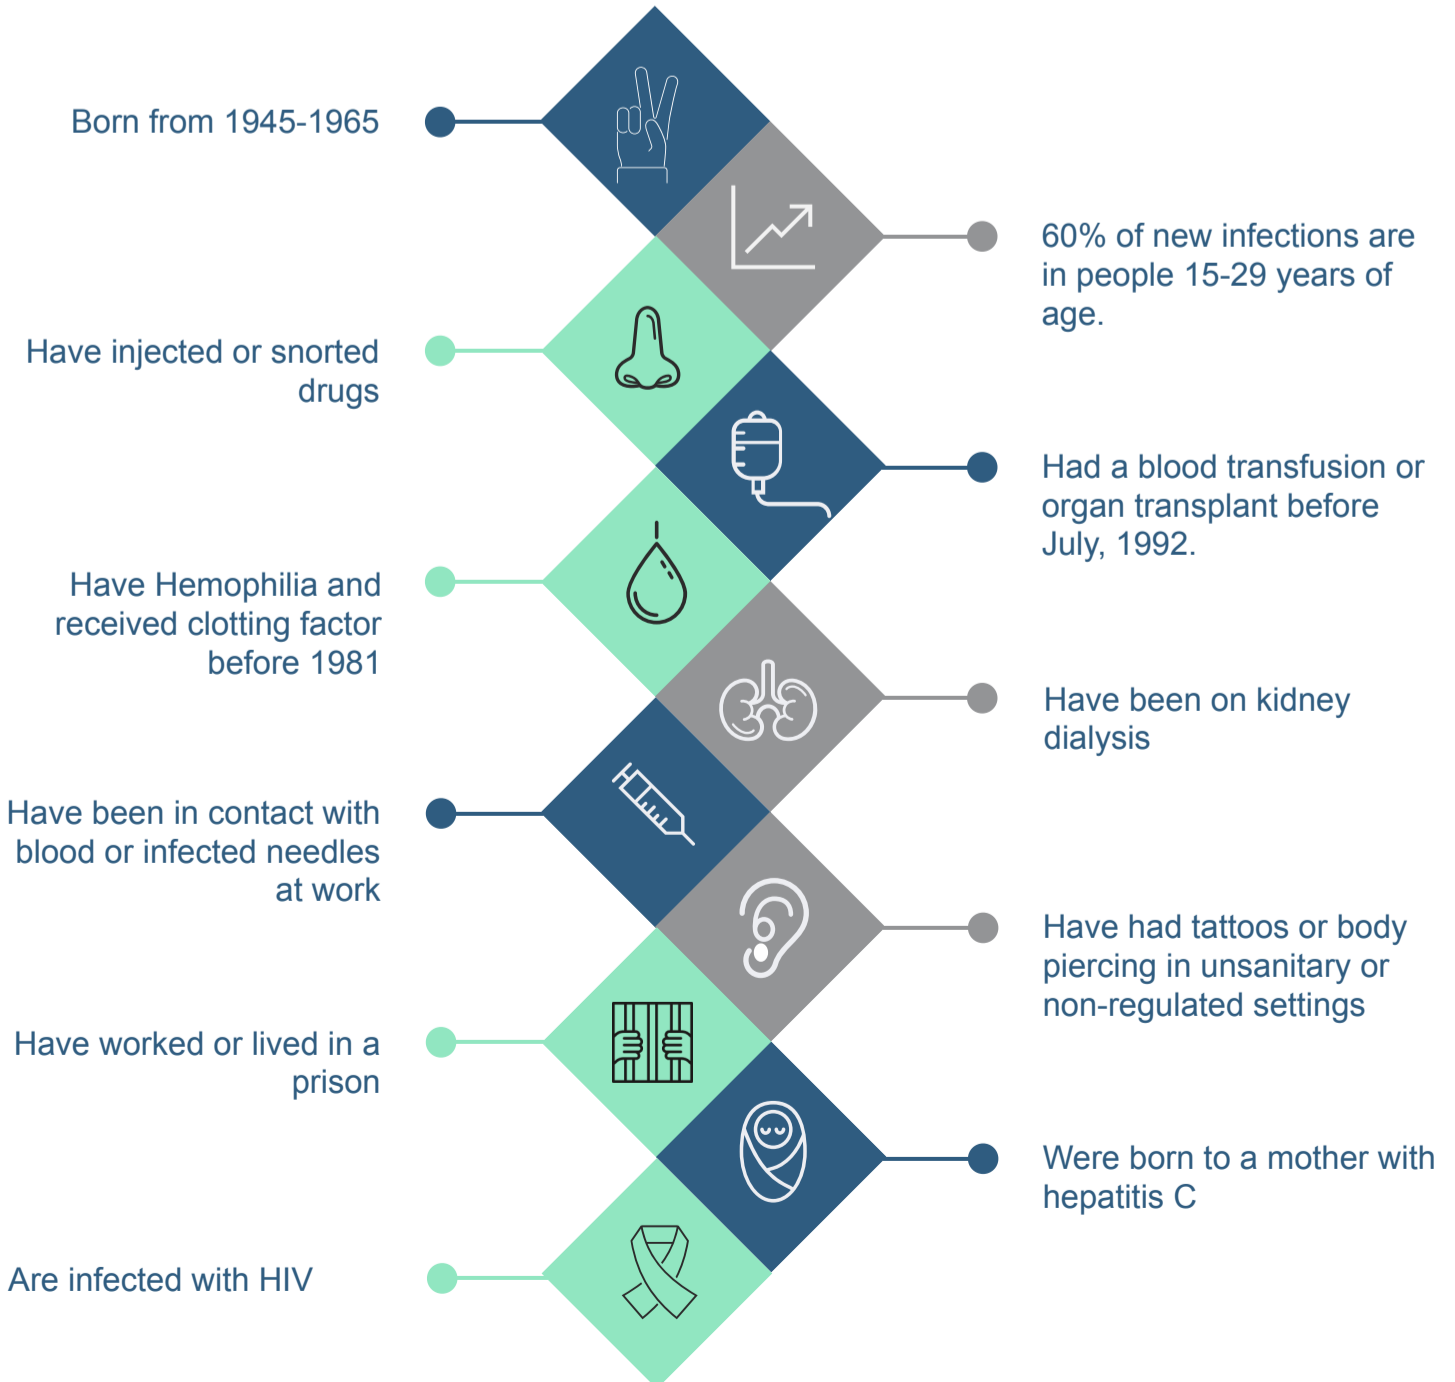 Born from 1945-1965
60% of new infections are
in people 15-29 years of
age.
Have injected or snorted
drugs
Had a blood transfusion or
organ transplant before
July, 1992.
Have Hemophilia and
received clotting factor
before 1981
Have been on kidney
dialysis
Have been in contact with
blood or infected needles
at work
Have had tattoos or body
piercing in unsanitary or
non-regulated settings
Have worked or lived in a
prison
Were born to a mother with
hepatitis C
Are infected with HIV